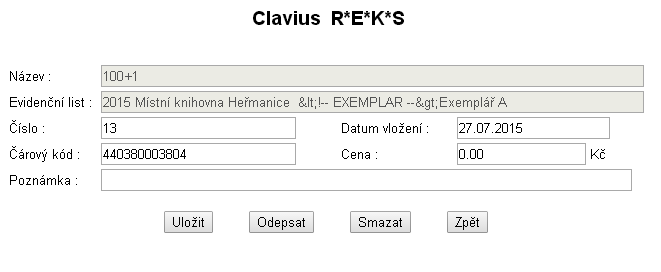 Clavius R*E*K*S
Název : 100+1
Evidenční list : 2015 Místní knihovna Heřmanice &lt;!-- EXEMPLAR --&gt;Exemplář A
Číslo : 13 Datum vložení : 27.07.2015
Čárový kód : 440380003804 Cena : 0.00 Kč
Poznámka :
Uložit Odepsat Smazat Zpět